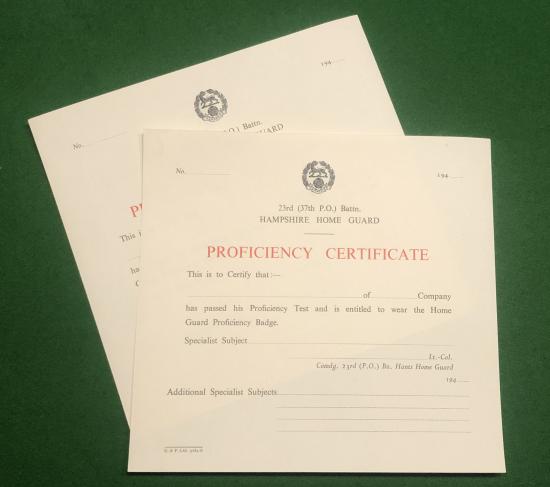 194
No.
P.O.) Battn.
GUARD
This i
has
No.
194
23rd (37th P.O.) Battn.
HAMPSHIRE HOME GUARD
PROFICIENCY CERTIFICATE
This is to Certify that :—
of Company
has passed his Proficiency Test and is entitled to wear the Home
Guard Proficiency Badge.
Specialist Subject
Lt.-Col.
Comdg. 23rd (P.O.) Bn. Hants Home Guard
194
Additional Specialist Subjects